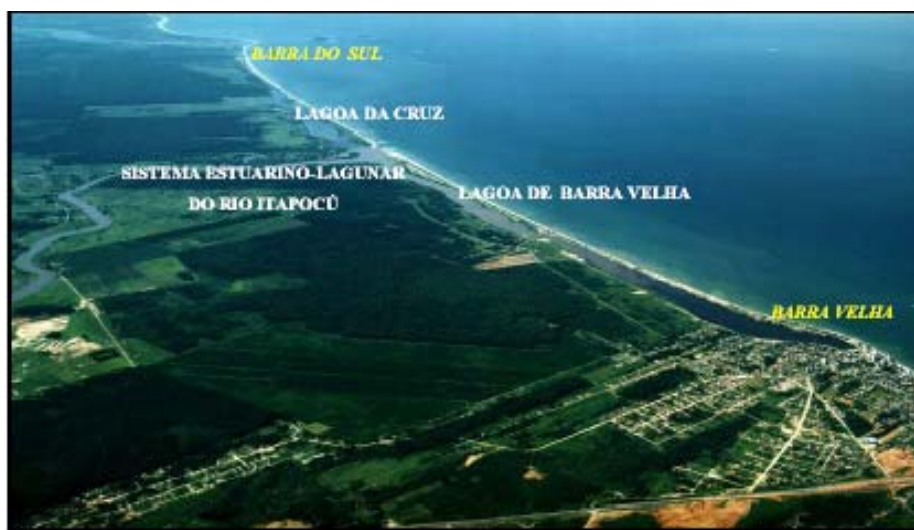 BARRA DO SUL
LAGOA DA CRUZ
SISTEMA ESTUARINO-LAGUNAR
DO RIO ITAPOCÚ
LAGOA DE BARRA VELHA
BARRA VELHA